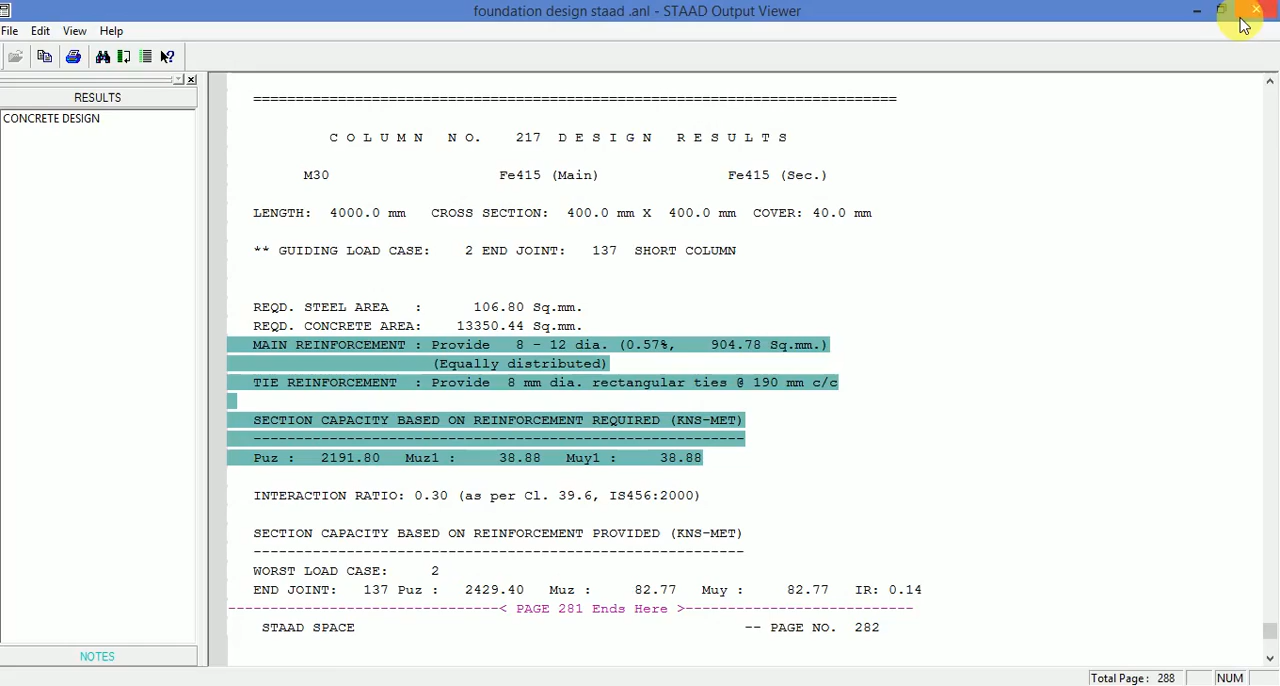 foundation design staad .anl - STAAD Output Viewer
File Edit View Help
RESULTS
CONCRETE DESIGN
NOTES
============================================================================
C O L U M N   N O.   217   D E S I G N   R E S U L T S
M30   Fe415 (Main)   Fe415 (Sec.)
LENGTH: 4000.0 mm   CROSS SECTION: 400.0 mm X 400.0 mm COVER: 40.0 mm
** GUIDING LOAD CASE: 2 END JOINT: 137 SHORT COLUMN
REQD. STEEL AREA : 106.80 Sq.mm.
REQD. CONCRETE AREA: 13350.44 Sq.mm.
MAIN REINFORCEMENT : Provide 8 - 12 dia. (0.57%, 904.78 Sq.mm.)
(Equally distributed)
TIE REINFORCEMENT : Provide 8 mm dia. rectangular ties @ 190 mm c/c
SECTION CAPACITY BASED ON REINFORCEMENT REQUIRED (KNS-MET)
----------------------------------------------------------
Puz : 2191.80 Muz1 : 38.88 Muy1 : 38.88
INTERACTION RATIO: 0.30 (as per Cl. 39.6, IS456:2000)
SECTION CAPACITY BASED ON REINFORCEMENT PROVIDED (KNS-MET)
----------------------------------------------------------
WORST LOAD CASE: 2
END JOINT: 137 Puz : 2429.40 Muz : 82.77 Muy : 82.77 IR: 0.14
--------------------------------< PAGE 281 Ends Here >---------------------------
STAAD SPACE   -- PAGE NO. 282
Total Page: 288   NUM